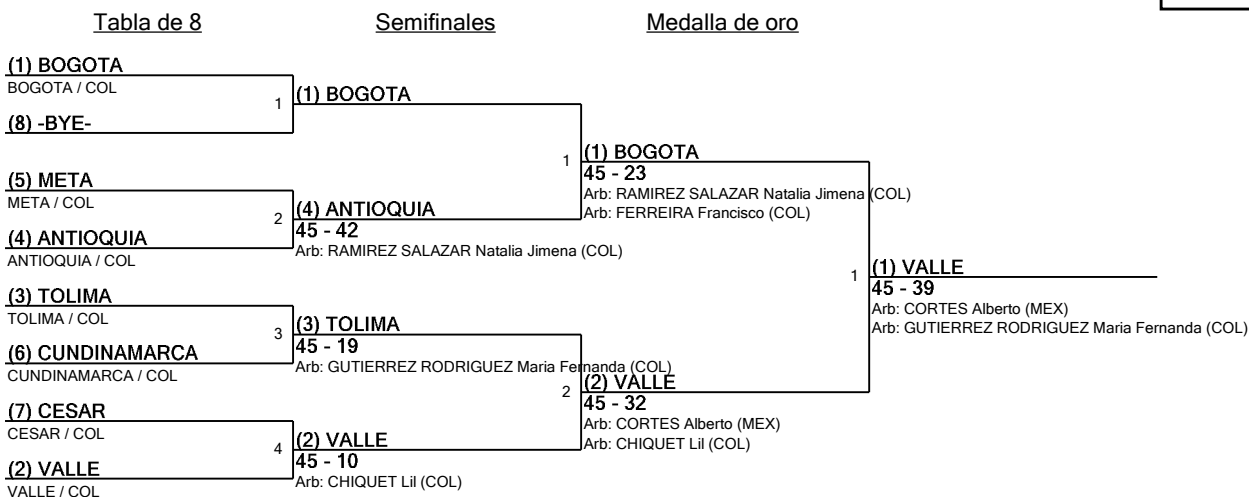 Tabla de 8
Semifinales
Medalla de oro
(1) BOGOTA
BOGOTA / COL
(8) -BYE-
(5) META
META / COL
(4) ANTIOQUIA
ANTIOQUIA / COL
(3) TOLIMA
TOLIMA / COL
(6) CUNDINAMARCA
CUNDINAMARCA / COL
(7) CESAR
CESAR / COL
(2) VALLE
VALLE / COL
1
(1) BOGOTA
2
(4) ANTIOQUIA
45 - 42
Arb: RAMIREZ SALAZAR Natalia Jimena (COL)
3
(3) TOLIMA
45 - 19
Arb: GUTIERREZ RODRIGUEZ Maria Fernanda (COL)
4
(2) VALLE
45 - 10
Arb: CHIQUET Lil (COL)
1
(1) BOGOTA
45 - 23
Arb: RAMIREZ SALAZAR Natalia Jimena (COL)
Arb: FERREIRA Francisco (COL)
2
(2) VALLE
45 - 32
Arb: CORTES Alberto (MEX)
Arb: CHIQUET Lil (COL)
1
(1) VALLE
45 - 39
Arb: CORTES Alberto (MEX)
Arb: GUTIERREZ RODRIGUEZ Maria Fernanda (COL)